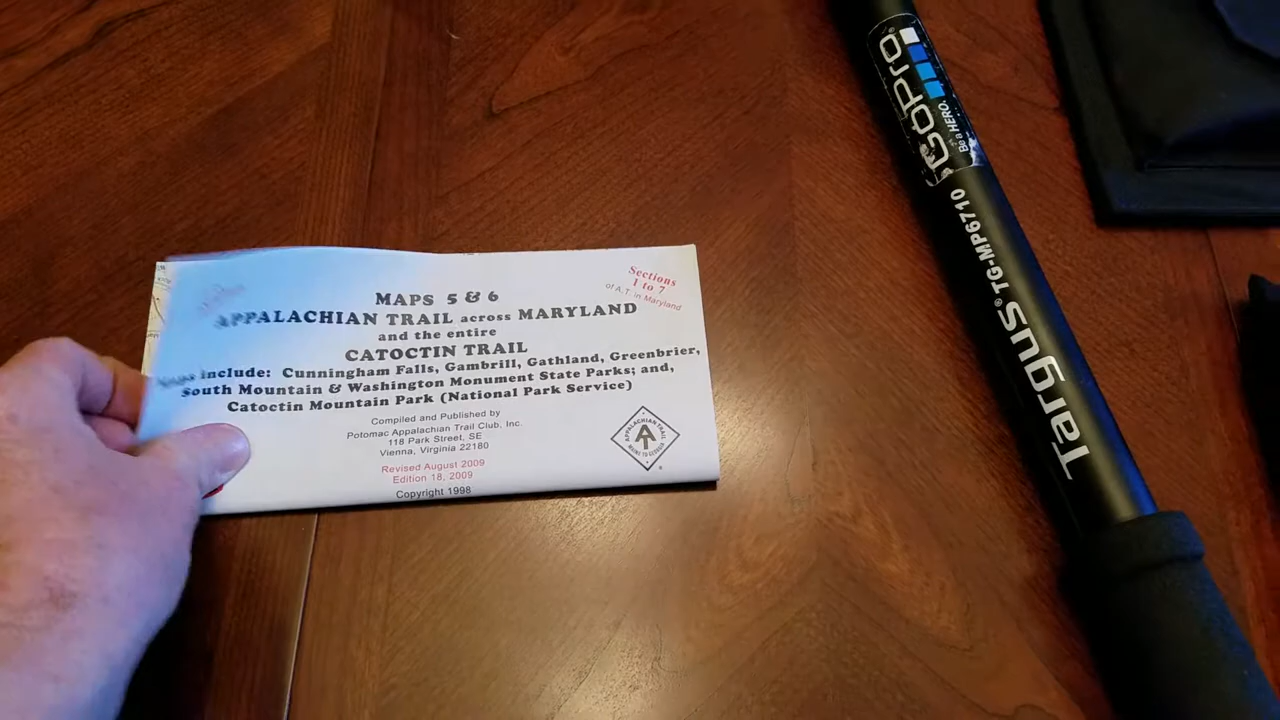 MAPS 5 & 6
APPALACHIAN TRAIL across MARYLAND
and the entire
CATOCTIN TRAIL
Maps include: Cunningham Falls, Gambrill, Gathland, Greenbrier,
South Mountain & Washington Monument State Parks; and,
Catoctin Mountain Park (National Park Service)
Sections
1 to 7
of A.T. in Maryland
Compiled and Published by
Potomac Appalachian Trail Club, Inc.
118 Park Street, SE
Vienna, Virginia 22180
Revised August 2009
Edition 18, 2009
Copyright 1998
APPALACHIAN TRAIL
AT
MAINE TO GEORGIA
GoPro
Be a HERO.
Targus® TG-MP6710